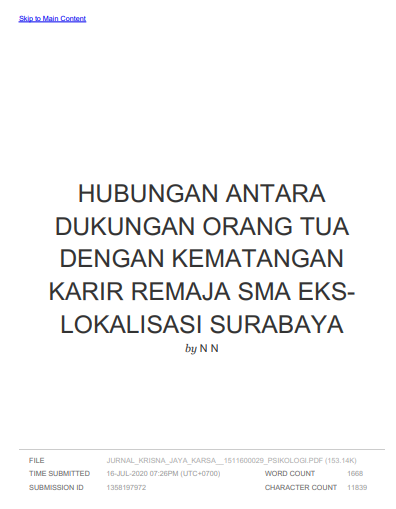 Skip to Main Content
HUBUNGAN ANTARA
DUKUNGAN ORANG TUA
DENGAN KEMATANGAN
KARIR REMAJA SMA EKS-
LOKALISASI SURABAYA
by N N
FILE JURNAL_KRISNA_JAYA_KARSA__1511600029_PSIKOLOGI.PDF (153.14K)
TIME SUBMITTED 16-JUL-2020 07:26PM (UTC+0700) WORD COUNT 1668
SUBMISSION ID 1358197972 CHARACTER COUNT 11839